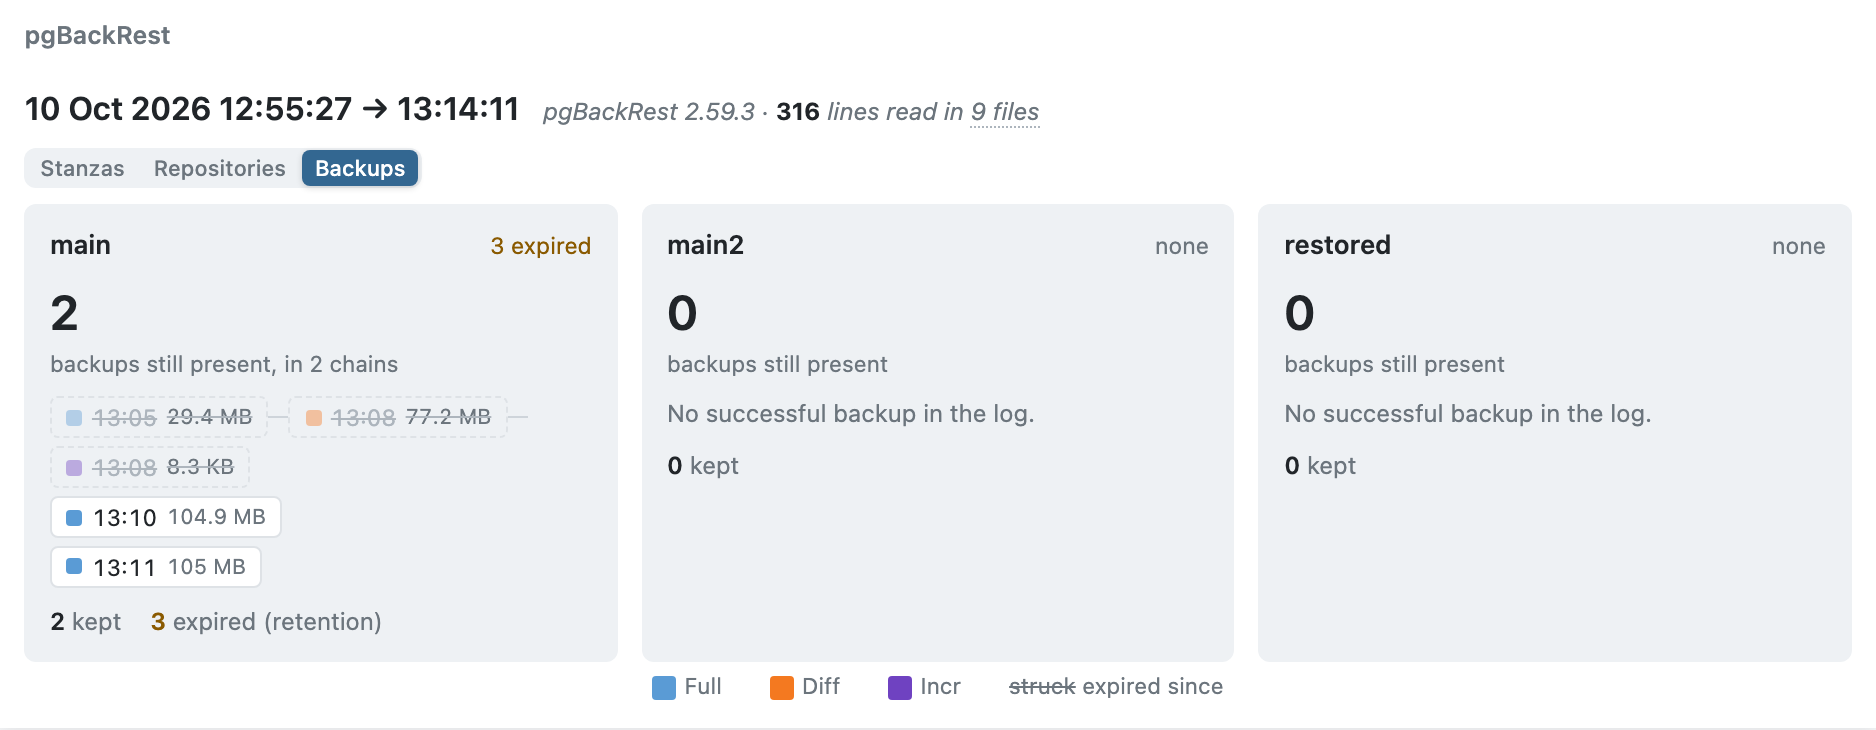 pgBackRest
10 Oct 2026 12:55:27 → 13:14:11 pgBackRest 2.59.3 · 316 lines read in 9 files
Stanzas Repositories Backups
main 3 expired
2
backups still present, in 2 chains
13:05 29.4 MB 13:08 77.2 MB
13:08 8.3 KB
13:10 104.9 MB
13:11 105 MB
2 kept 3 expired (retention)
main2 none
0
backups still present
No successful backup in the log.
0 kept
restored none
0
backups still present
No successful backup in the log.
0 kept
Full Diff Incr struck expired since